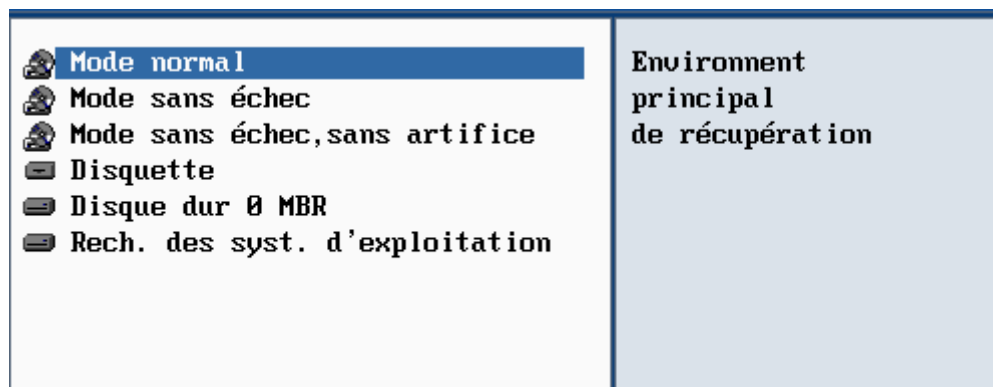 Mode normal
Mode sans échec
Mode sans échec,sans artifice
Disquette
Disque dur 0 MBR
Rech. des syst. d'exploitation
Environnent
principal
de récupération